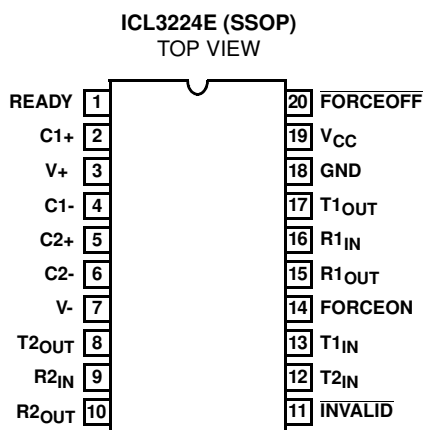 ICL3224E (SSOP)
TOP VIEW
READY 1 20 FORCEOFF
C1+ 2 19 VCC
V+ 3 18 GND
C1- 4 17 T1OUT
C2+ 5 16 R1IN
C2- 6 15 R1OUT
V- 7 14 FORCEON
T2OUT 8 13 T1IN
R2IN 9 12 T2IN
R2OUT 10 11 INVALID